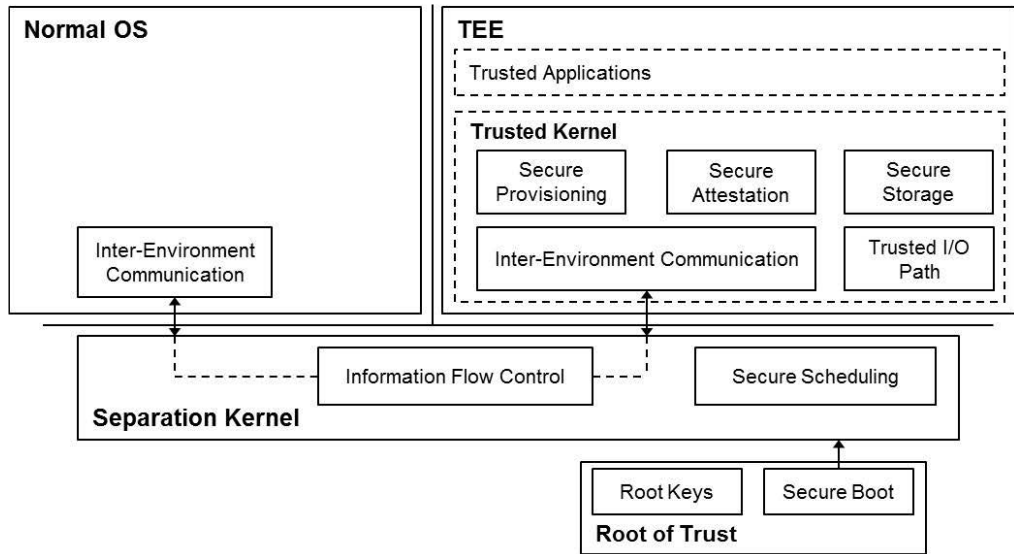 Normal OS
Inter-Environment
Communication
TEE
Trusted Applications
Trusted Kernel
Secure
Provisioning
Secure
Attestation
Secure
Storage
Inter-Environment Communication
Trusted I/O
Path
Information Flow Control
Secure Scheduling
Separation Kernel
Root Keys
Secure Boot
Root of Trust